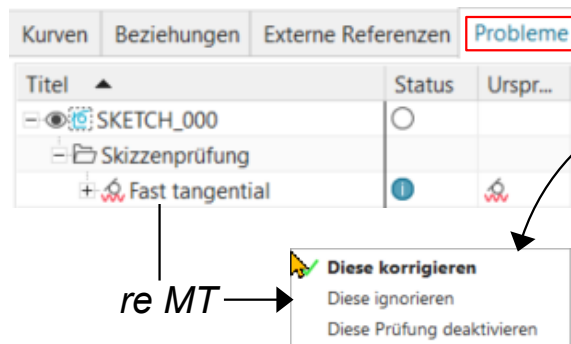 Kurven Beziehungen Externe Referenzen Probleme
Titel Status Urspr...
SKETCH_000
Skizzenprüfung
Fast tangential
Diese korrigieren
re MT Diese ignorieren
Diese Prüfung deaktivieren